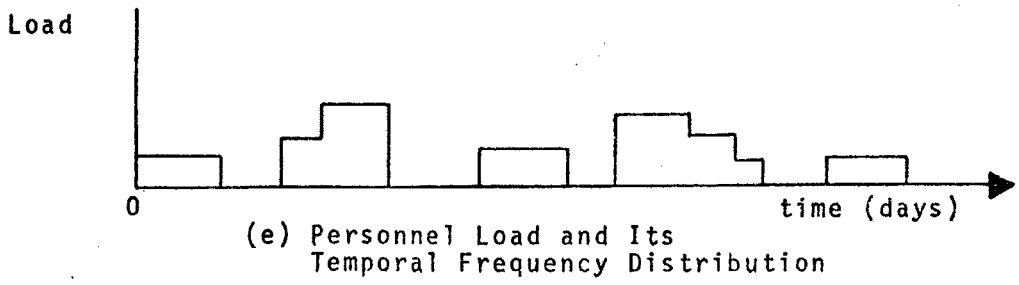 Load
0
time (days)
(e) Personnel Load and Its
Temporal Frequency Distribution